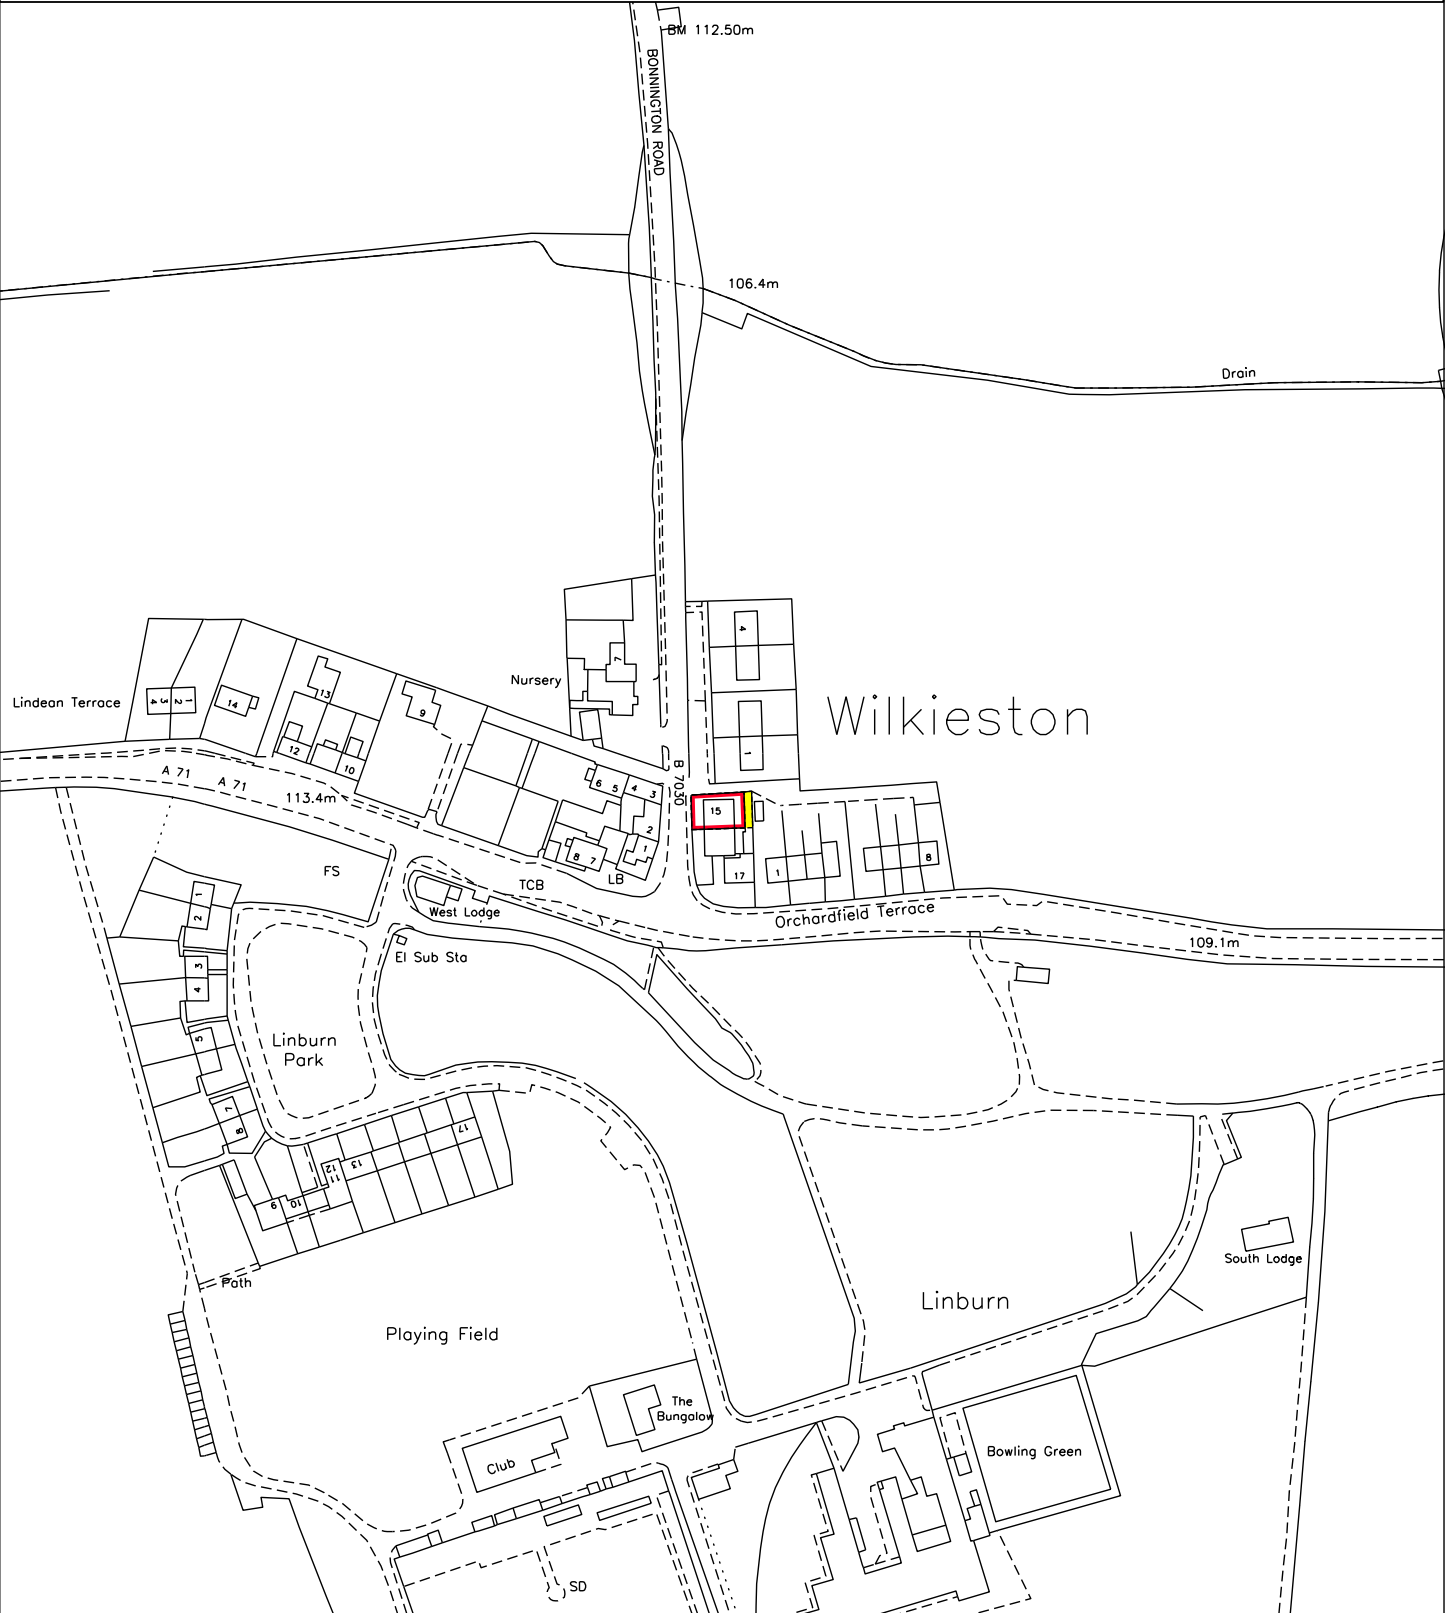 BM 112.50m
BONNINGTON ROAD
106.4m
Drain
4
7
Nursery
Wilkieston
1
Lindean Terrace
4 3 2 1
14
13
9
12
10
A 71
A 71
113.4m
B 7030
6 5 4 3
2
1
8 7
15
17
1
8
FS
TCB
LB
West Lodge
Orchardfield Terrace
109.1m
El Sub Sta
1
2
3
4
5
7
8
Linburn
Park
17
13
12
11
10
9
Path
South Lodge
Linburn
Playing Field
The
Bungalow
Club
Bowling Green
SD